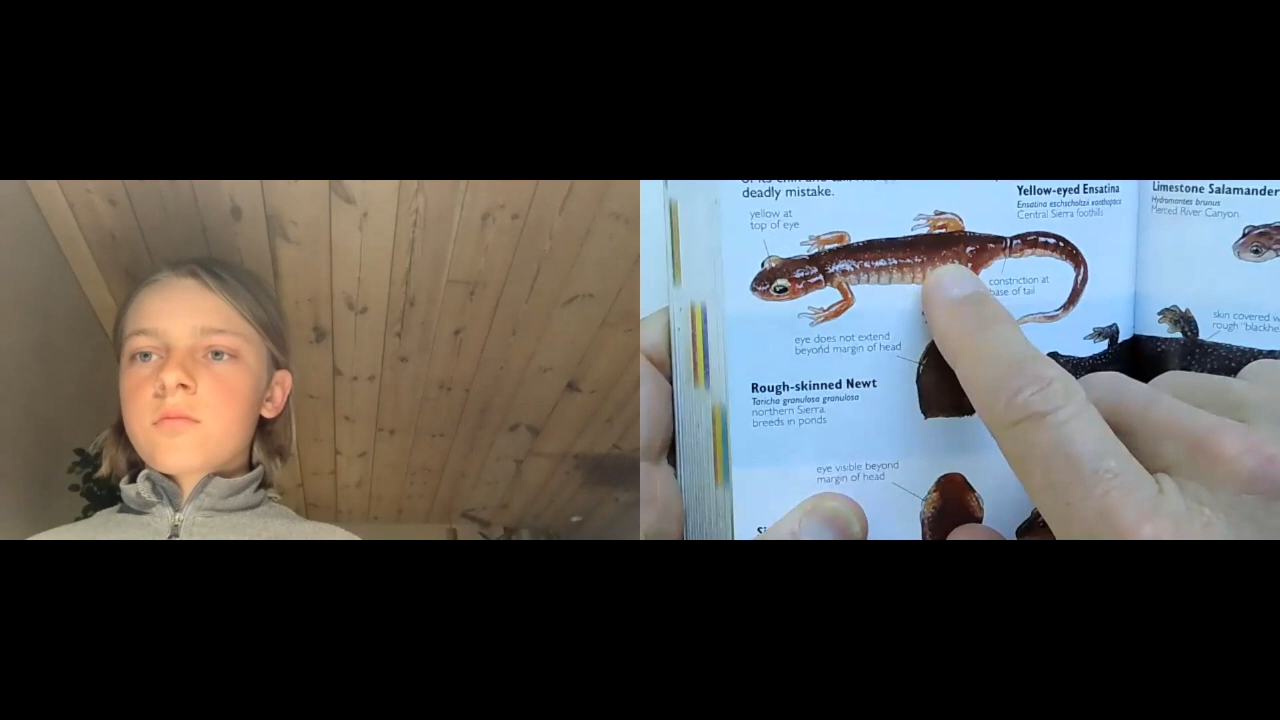 deadly mistake.
yellow at
top of eye
Yellow-eyed Ensatina
Ensatina eschscholtzii xanthoptica
Central Sierra foothills
constriction at
base of tail
eye does not extend
beyond margin of head
Rough-skinned Newt
Taricha granulosa granulosa
northern Sierra.
breeds in ponds
eye visible beyond
margin of head
Limestone Salamander
Hydromantes brunus
Merced River Canyon.
skin covered
rough